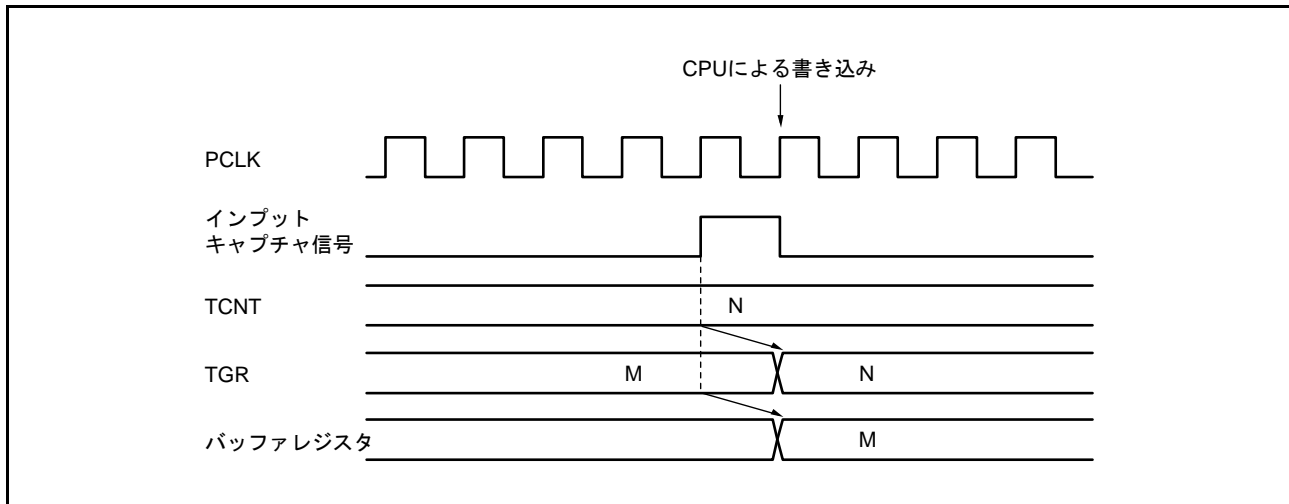 CPUによる書き込み
PCLK
インプット
キャプチャ信号
TCNT
N
TGR
M
N
バッファレジスタ
M